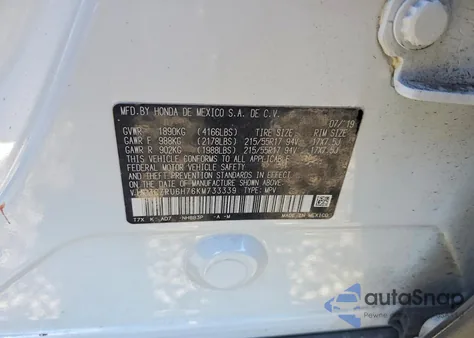 MFD.BY HONDA DE MEXICO S.A. DE C.V.
07/'19
GVWR 1890KG (4166LBS) TIRE SIZE RIM SIZE
GAWR F 988KG (2178LBS) 215/55R17 94V 17X7.5J
GAWR R 902KG (1988LBS) 215/55R17 94V 17X7.5J
THIS VEHICLE CONFORMS TO ALL APPLICABLE
FEDERAL MOTOR VEHICLE SAFETY
STANDARDS IN EFFECT ON THE DATE
OF MANUFACTURE SHOWN ABOVE.
TYPE: MPV
T7X K AD7 NH883P -A -M
MADE IN MEXICO
autoSnap